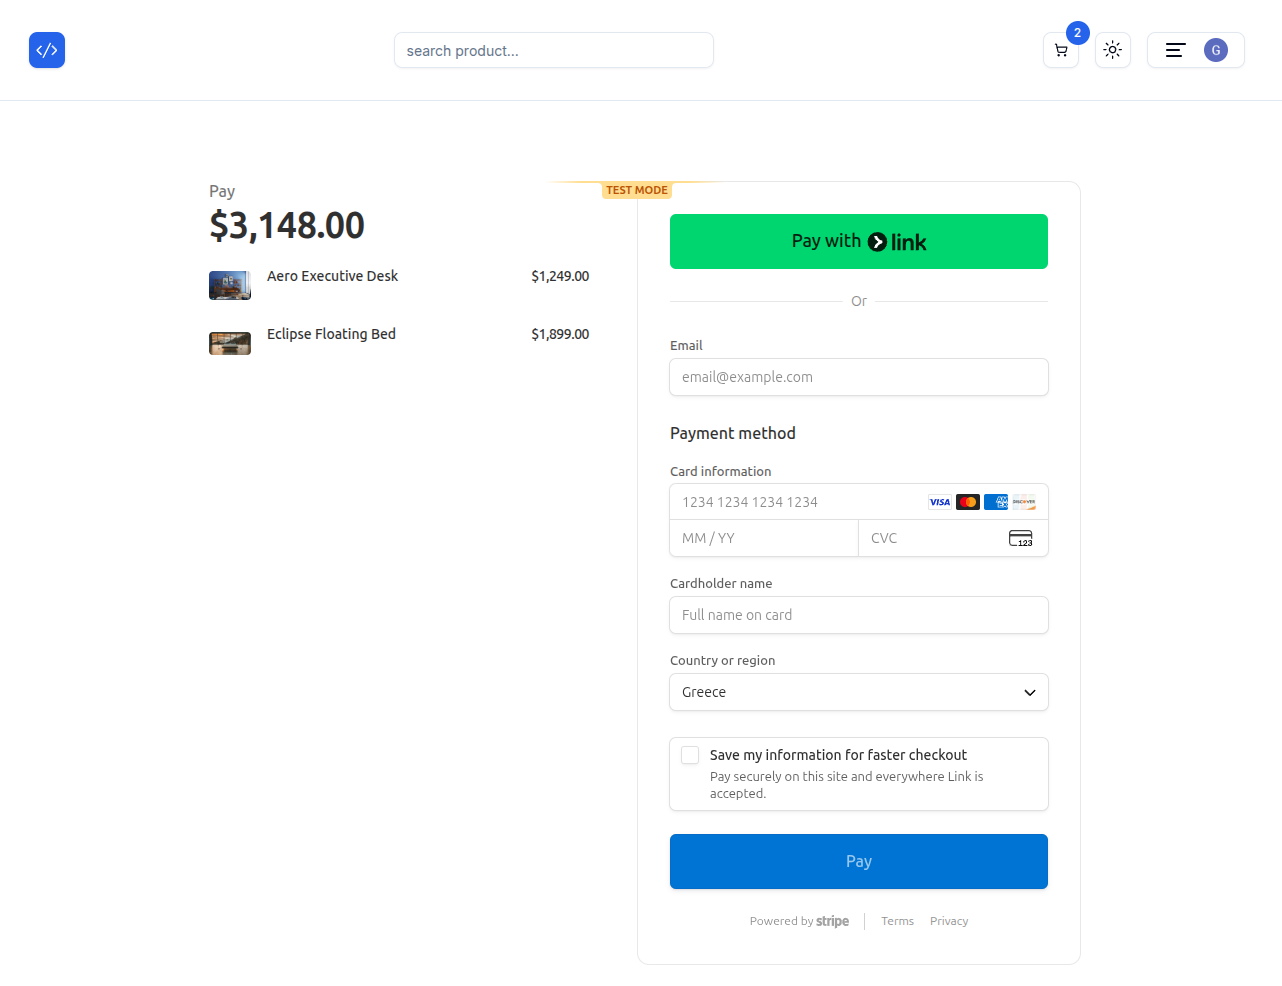 </>
search product...
2
G
Pay
$3,148.00
Aero Executive Desk $1,249.00
Eclipse Floating Bed $1,899.00
TEST MODE
Pay with link
Or
Email
email@example.com
Payment method
Card information
1234 1234 1234 1234 VISA AMEX DISCOVER
MM / YY CVC 123
Cardholder name
Full name on card
Country or region
Greece
Save my information for faster checkout
Pay securely on this site and everywhere Link is
accepted.
Pay
Powered by stripe Terms Privacy